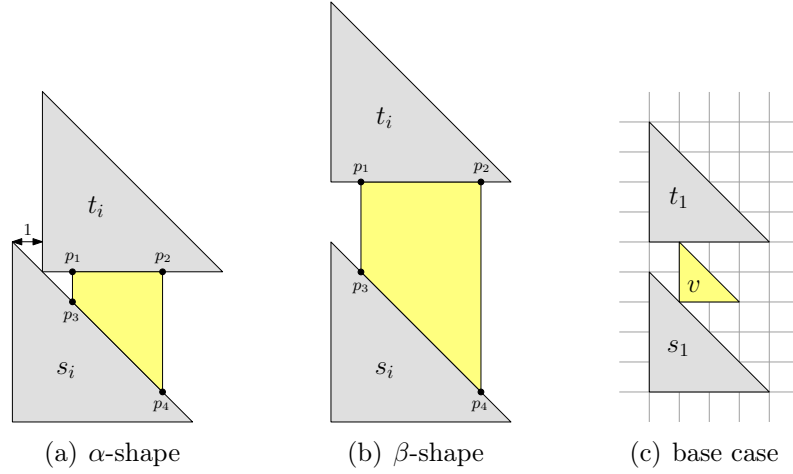 t_i
1
p_1 p_2
p_3
s_i
p_4
(a) α-shape
t_i
p_1 p_2
p_3
s_i
p_4
(b) β-shape
t_1
v
s_1
(c) base case